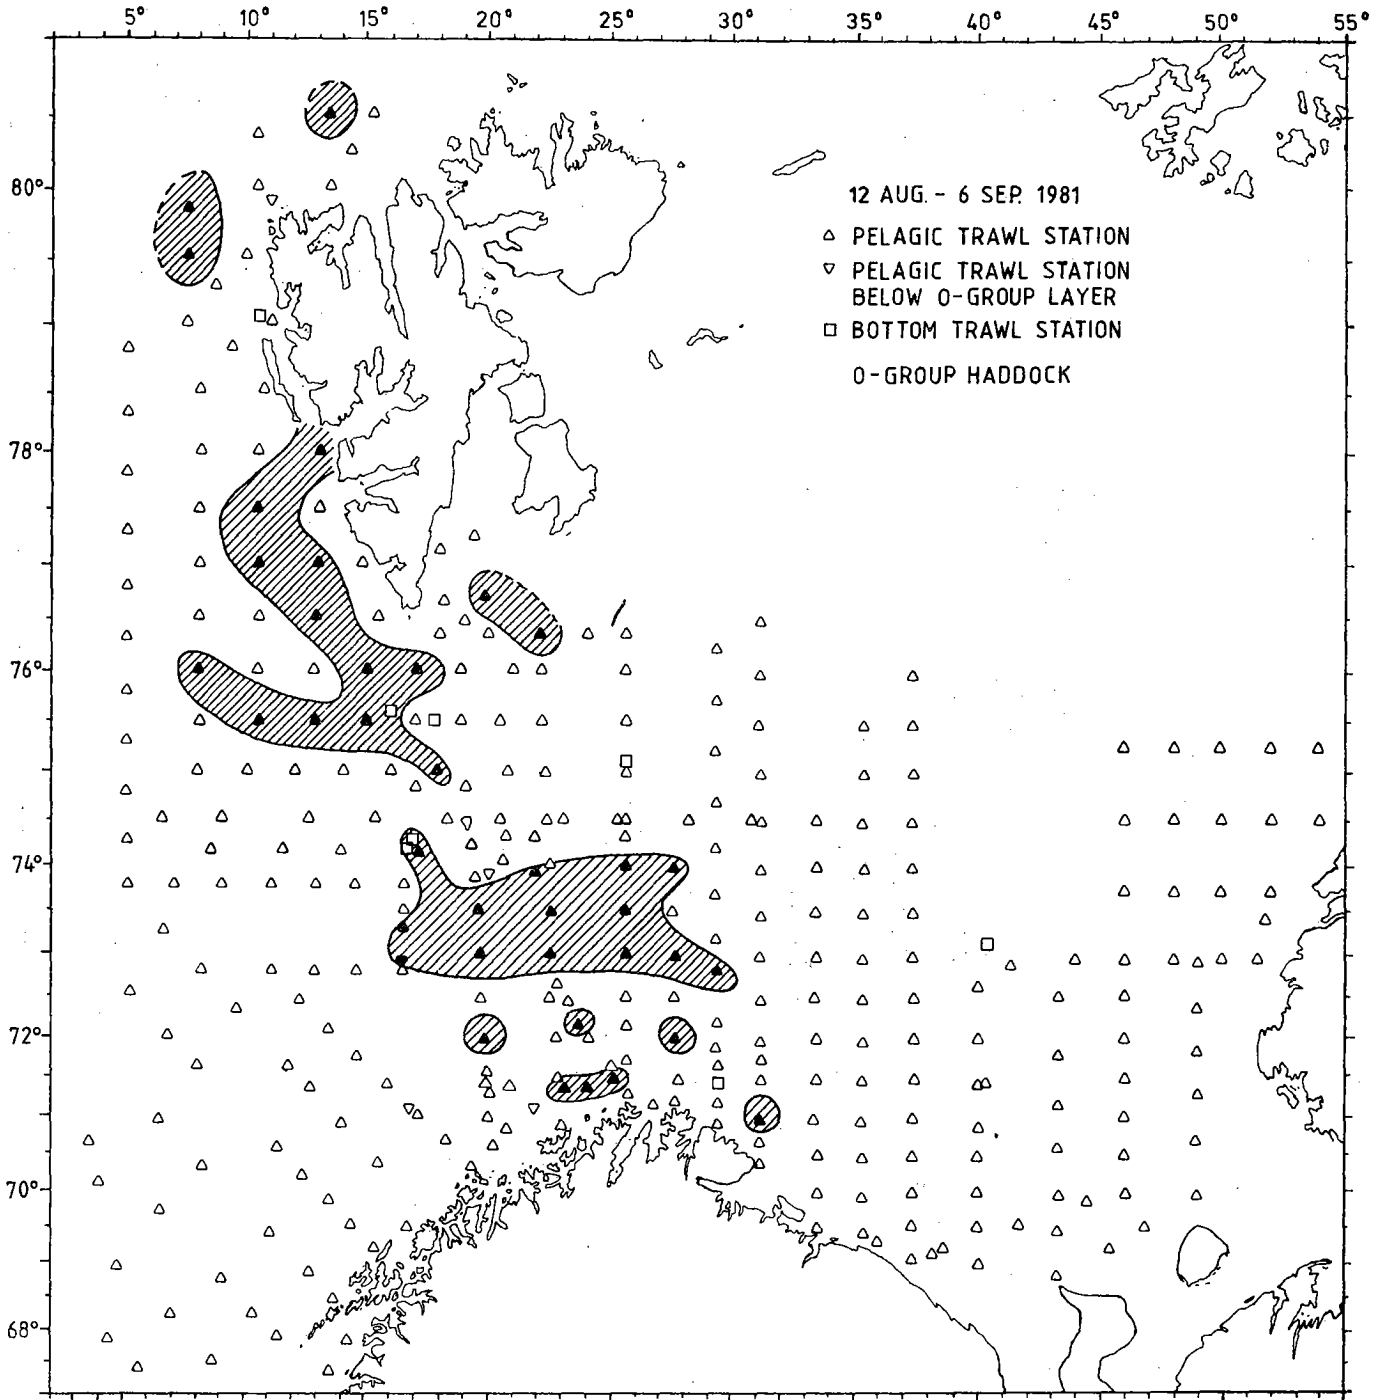 5° 10° 15° 20° 25° 30° 35° 40° 45° 50° 55°
80°
12 AUG. - 6 SEP. 1981
PELAGIC TRAWL STATION
PELAGIC TRAWL STATION
BELOW 0-GROUP LAYER
BOTTOM TRAWL STATION
0-GROUP HADDOCK
78°
76°
74°
72°
70°
68°